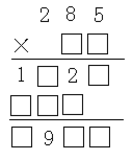 2 8 5
× □ □
1 □ 2 □
□ □ □
□ 9 □ □